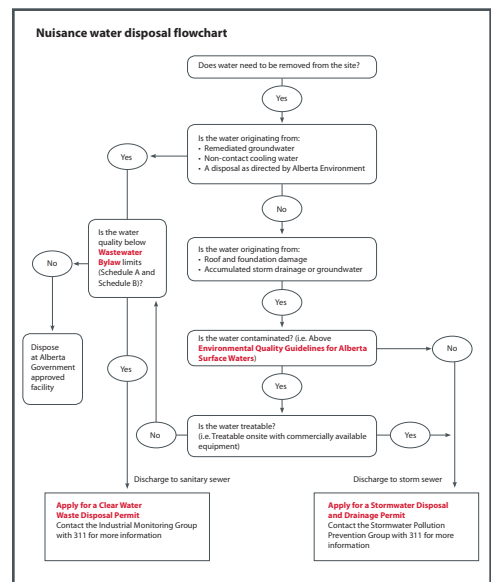 Nuisance water disposal flowchart
Does water need to be removed from the site?
Yes
Is the water originating from:
• Remediated groundwater
• Non-contact cooling water
• A disposal as directed by Alberta Environment
Yes
No
Is the water
quality below
Wastewater
Bylaw limits
(Schedule A and
Schedule B)?
No
Is the water originating from:
• Roof and foundation damage
• Accumulated storm drainage or groundwater
Yes
Dispose
at Alberta
Government
approved
facility
Is the water contaminated? (i.e. Above
Environmental Quality Guidelines for Alberta
Surface Waters)
No
Yes
Yes
Is the water treatable?
(i.e. Treatable onsite with commercially available
equipment)
No
Yes
Discharge to sanitary sewer
Discharge to storm sewer
Apply for a Clear Water
Waste Disposal Permit
Contact the Industrial Monitoring Group
with 311 for more information
Apply for a Stormwater Disposal
and Drainage Permit
Contact the Stormwater Pollution
Prevention Group with 311 for more
information